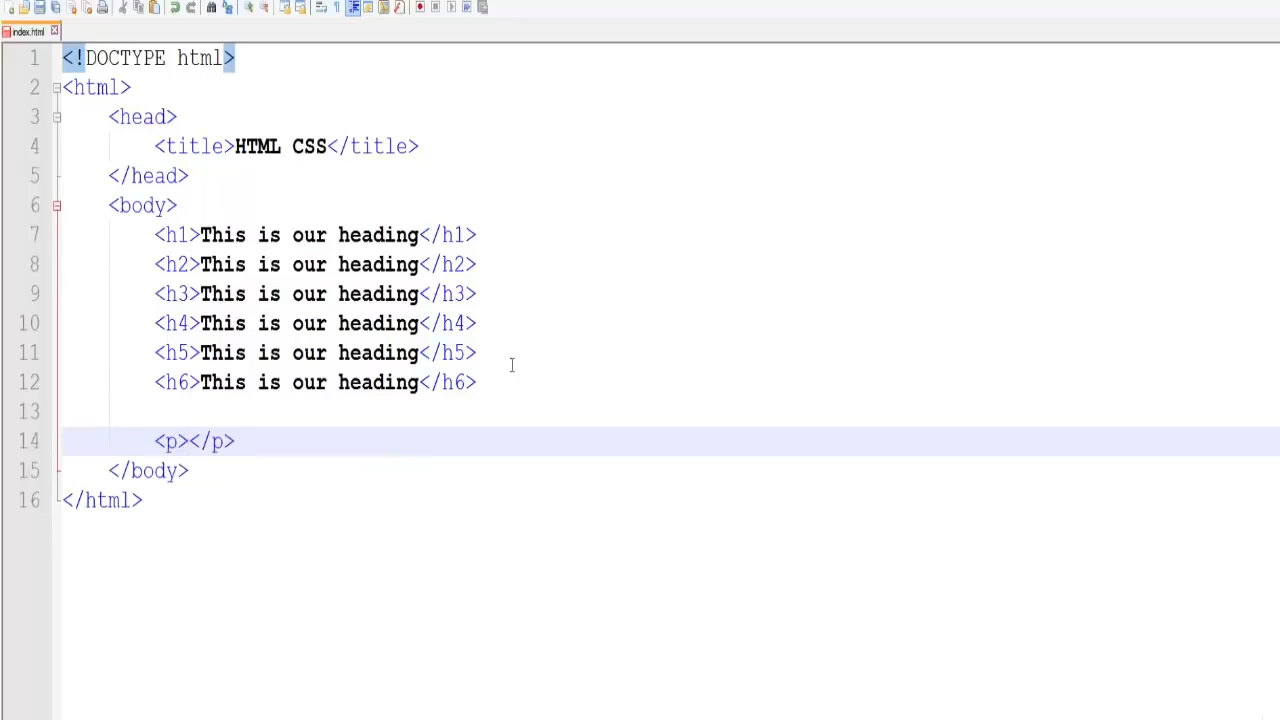 index.html
1 <!DOCTYPE html>
2 <html>
3 <head>
4 <title>HTML CSS</title>
5 </head>
6 <body>
7 <h1>This is our heading</h1>
8 <h2>This is our heading</h2>
9 <h3>This is our heading</h3>
10 <h4>This is our heading</h4>
11 <h5>This is our heading</h5>
12 <h6>This is our heading</h6>
13
14 <p></p>
15 </body>
16 </html>